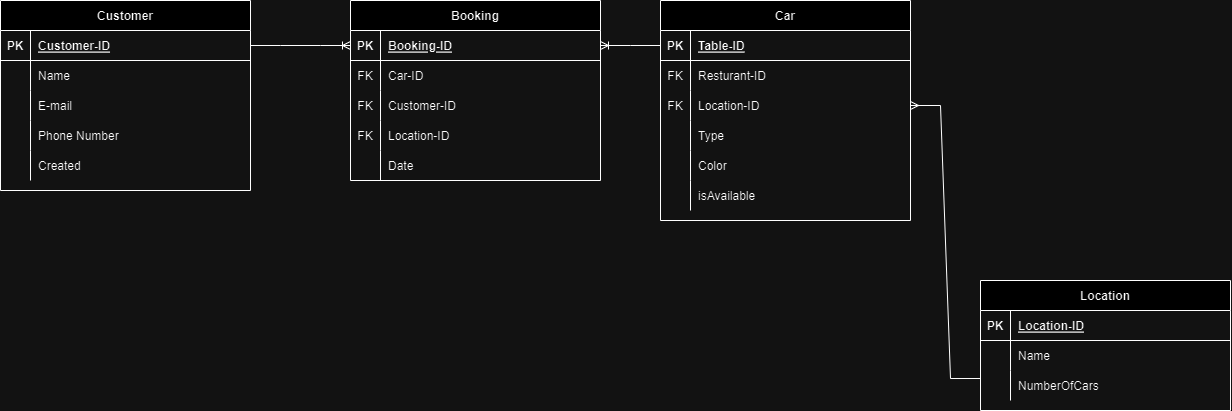 Customer
PK Customer-ID
Name
E-mail
Phone Number
Created
Booking
PK Booking-ID
FK Car-ID
FK Customer-ID
FK Location-ID
Date
Car
PK Table-ID
FK Resturant-ID
FK Location-ID
Type
Color
isAvailable
Location
PK Location-ID
Name
NumberOfCars